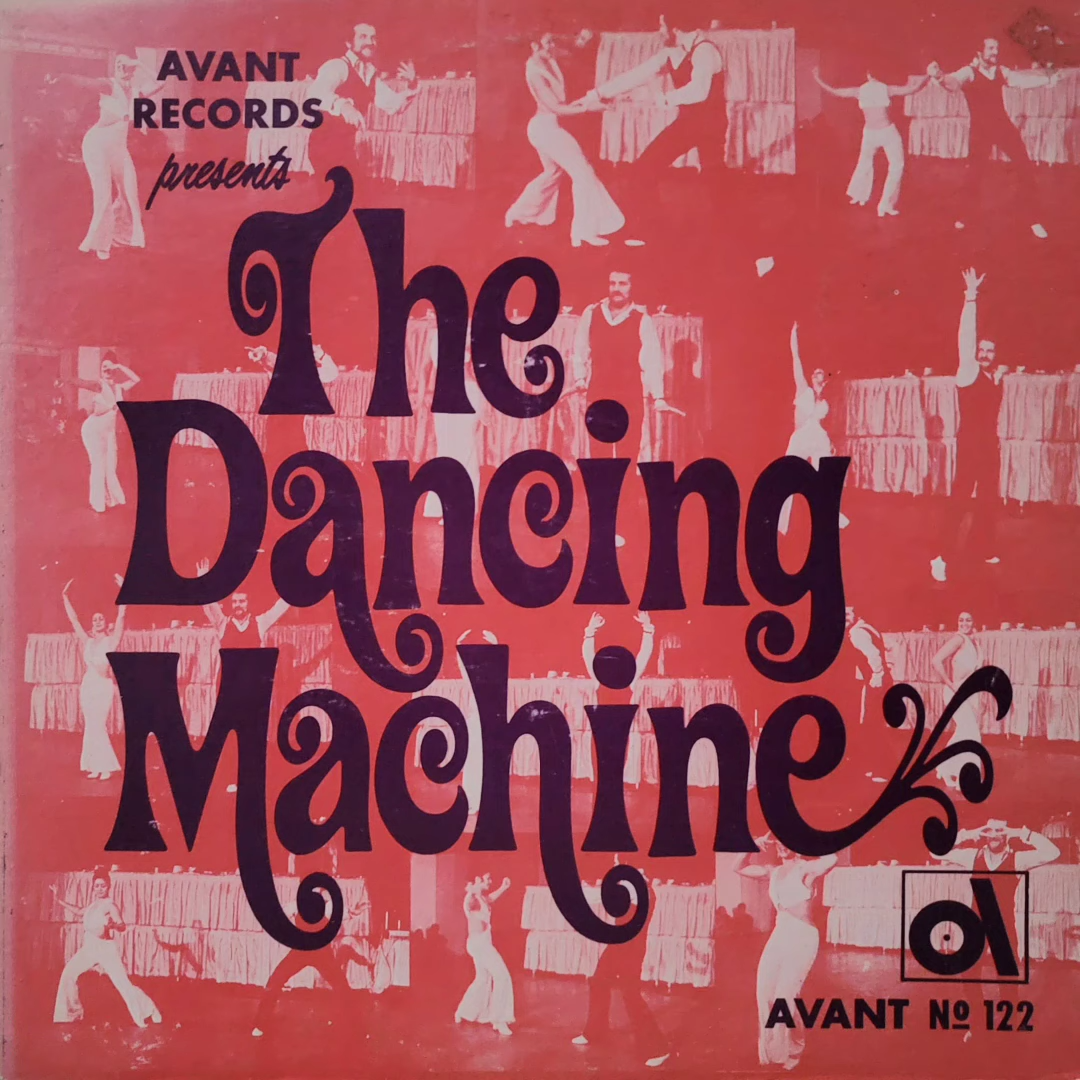 AVANT
RECORDS
presents
The
Dancing
Machine
AVANT Nº 122